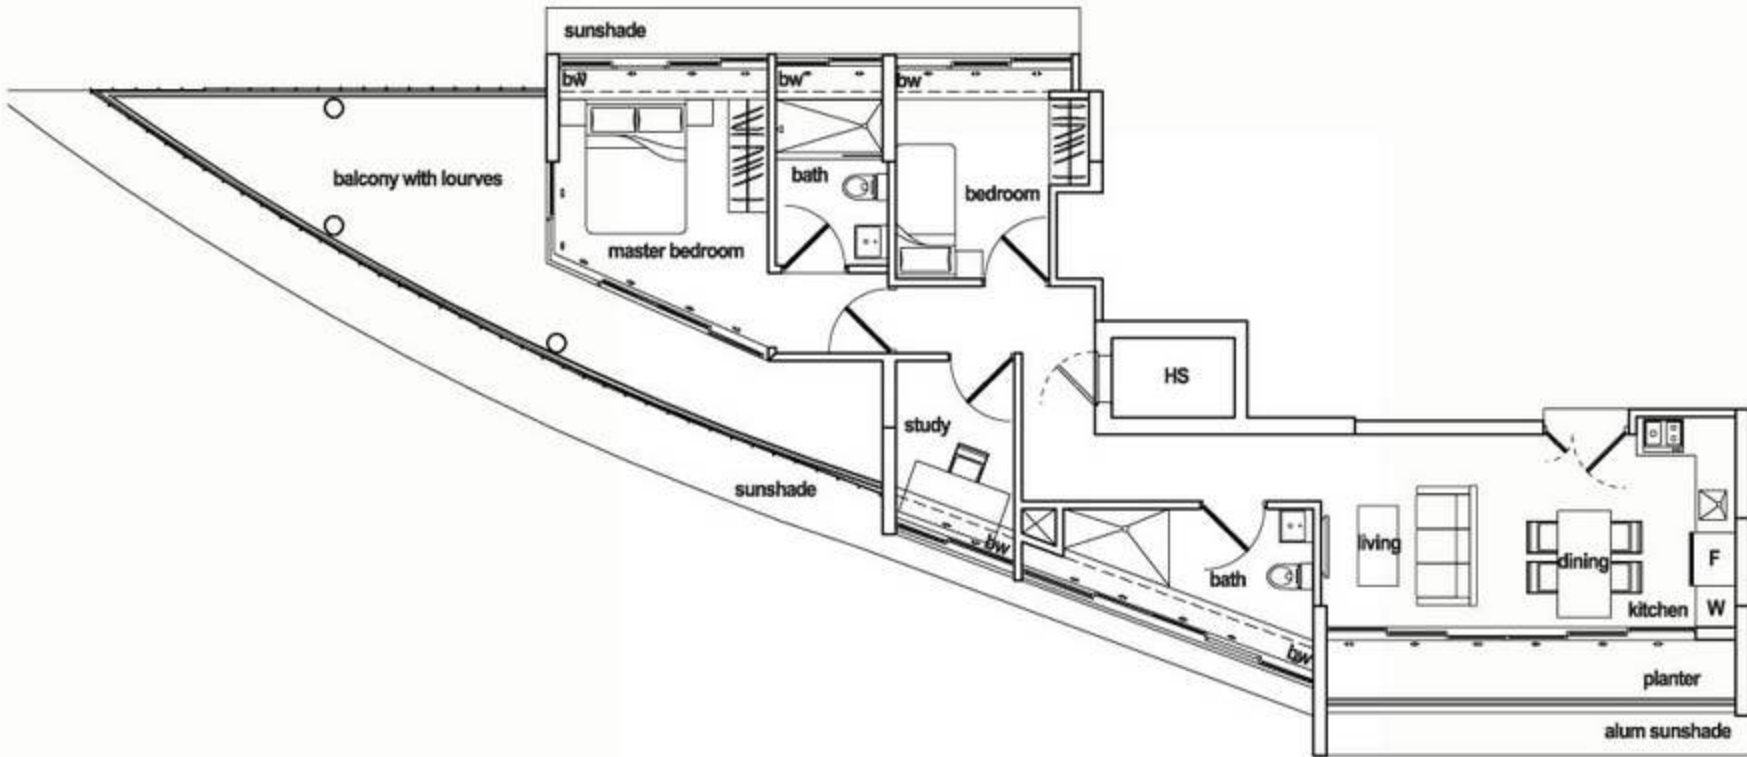 sunshade
bw
bw
bw
balcony with lourves
bath
bedroom
master bedroom
HS
study
sunshade
bw
living
dining
F
bath
kitchen
W
bw
planter
alum sunshade